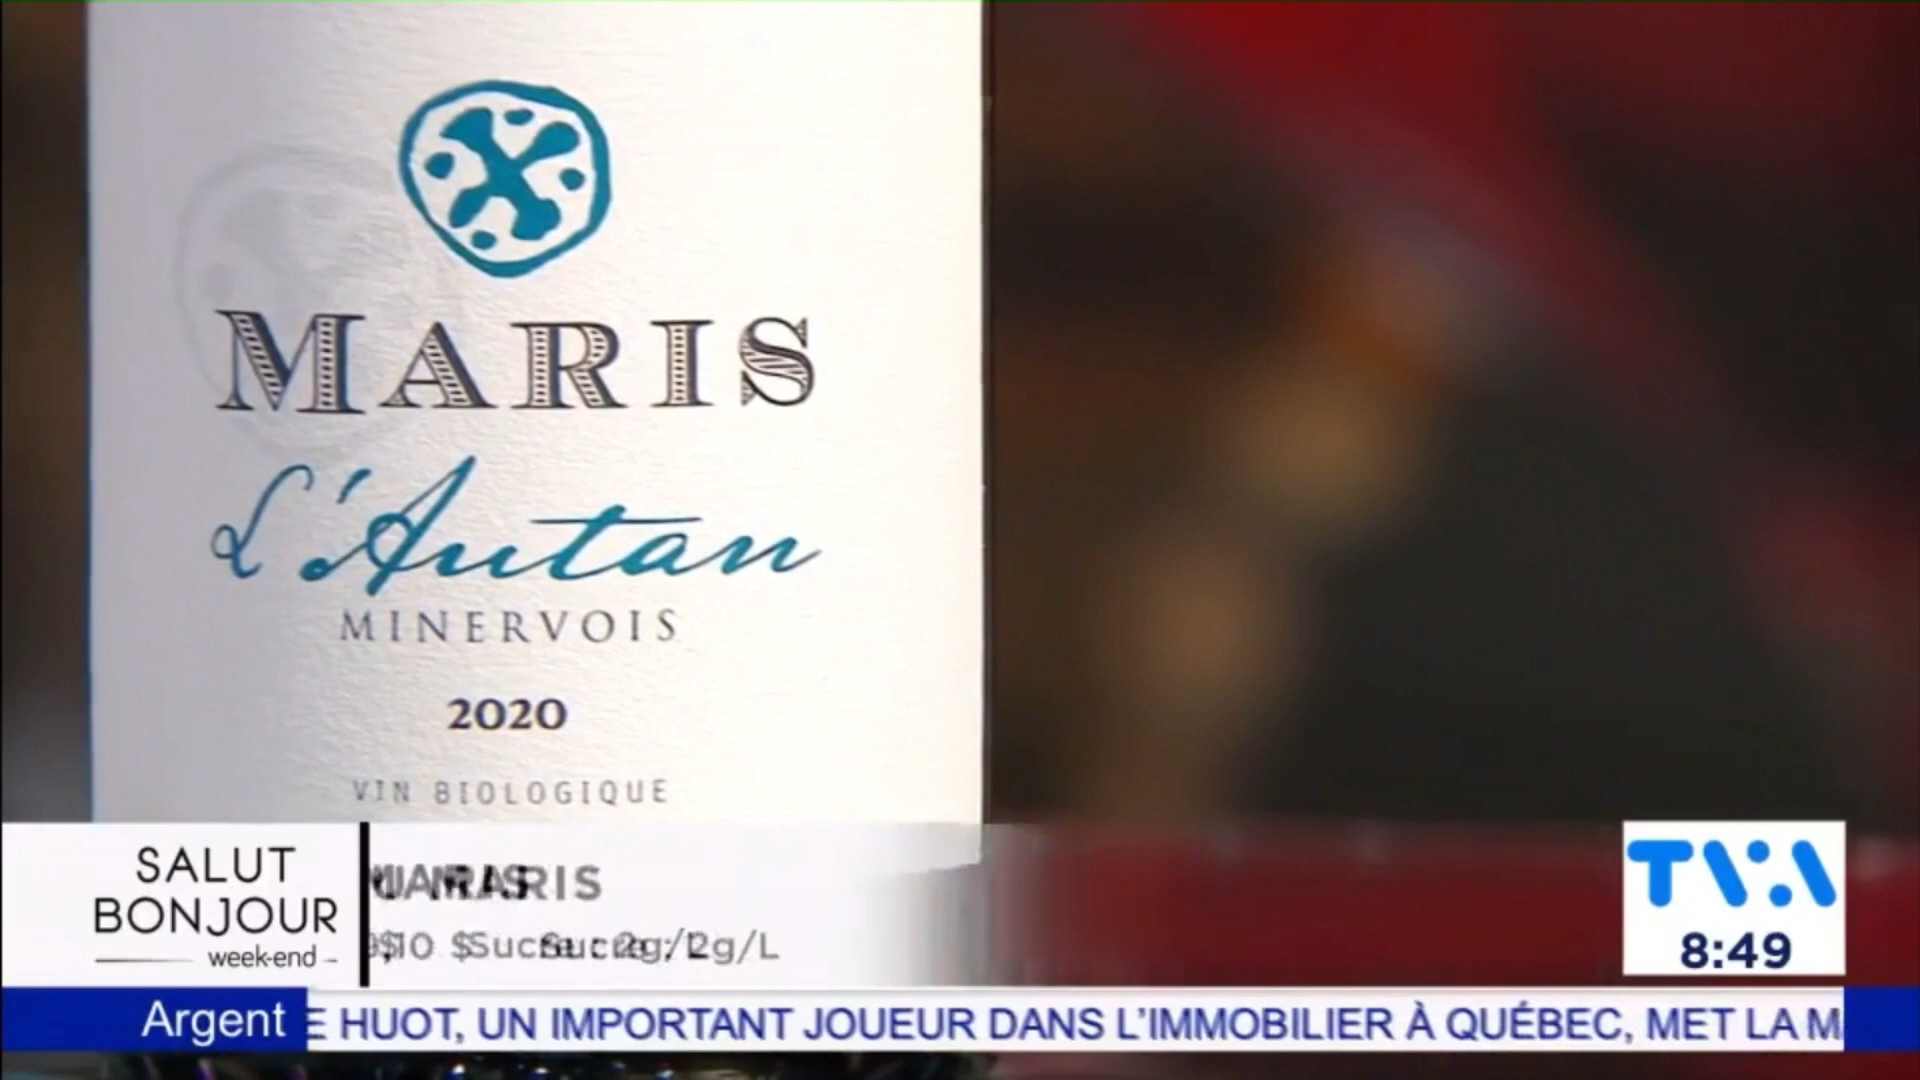 MARIS
L'Autan
MINERVOIS
2020
VIN BIOLOGIQUE
SALUT
BONJOUR
week-end
TVA
8:49
Argent
E HUOT, UN IMPORTANT JOUEUR DANS L'IMMOBILIER À QUÉBEC, MET LA M